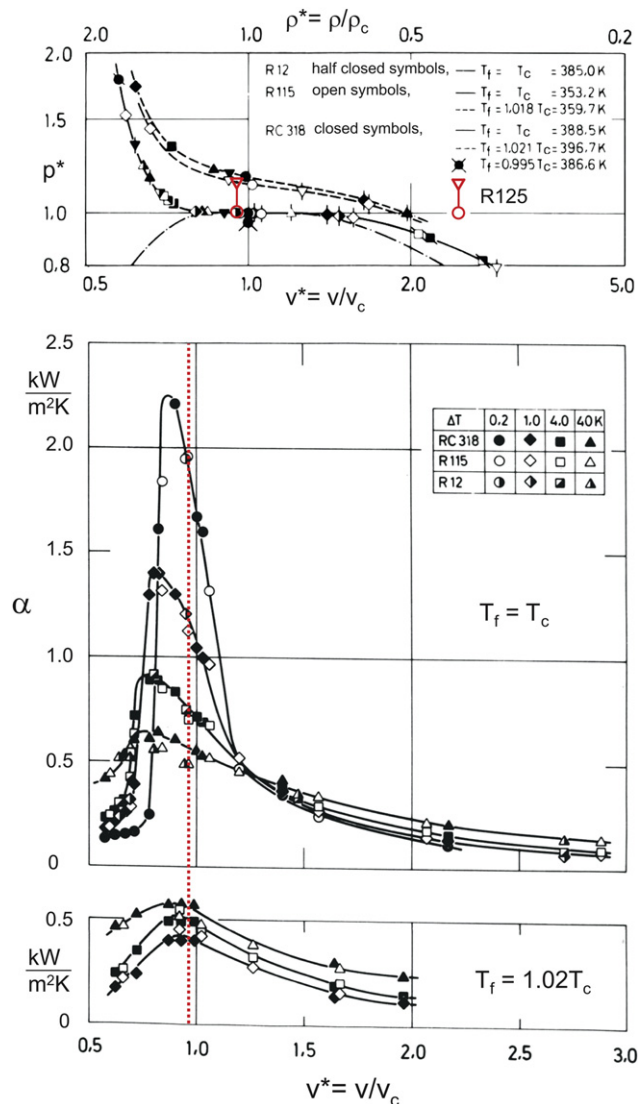 ρ* = ρ/ρc
2.0 1.0 0.5 0.2
R 12 half closed symbols, Tf = Tc = 385.0 K
R 115 open symbols, Tf = Tc = 353.2 K
Tf = 1.018 Tc = 359.7 K
RC 318 closed symbols, Tf = Tc = 388.5 K
Tf = 1.021 Tc = 396.7 K
Tf = 0.995 Tc = 386.6 K
R125
p*
2.0
1.5
1.0
0.8
0.5 1.0 2.0 5.0
v* = v/vc
2.5
kW
m²K
2.0
1.5
α
1.0
0.5
0
ΔT 0.2 1.0 4.0 40 K
RC 318
R 115
R 12
Tf = Tc
0.5
kW
m²K
0
Tf = 1.02Tc
0.5 1.0 1.5 2.0 2.5 3.0
v* = v/vc